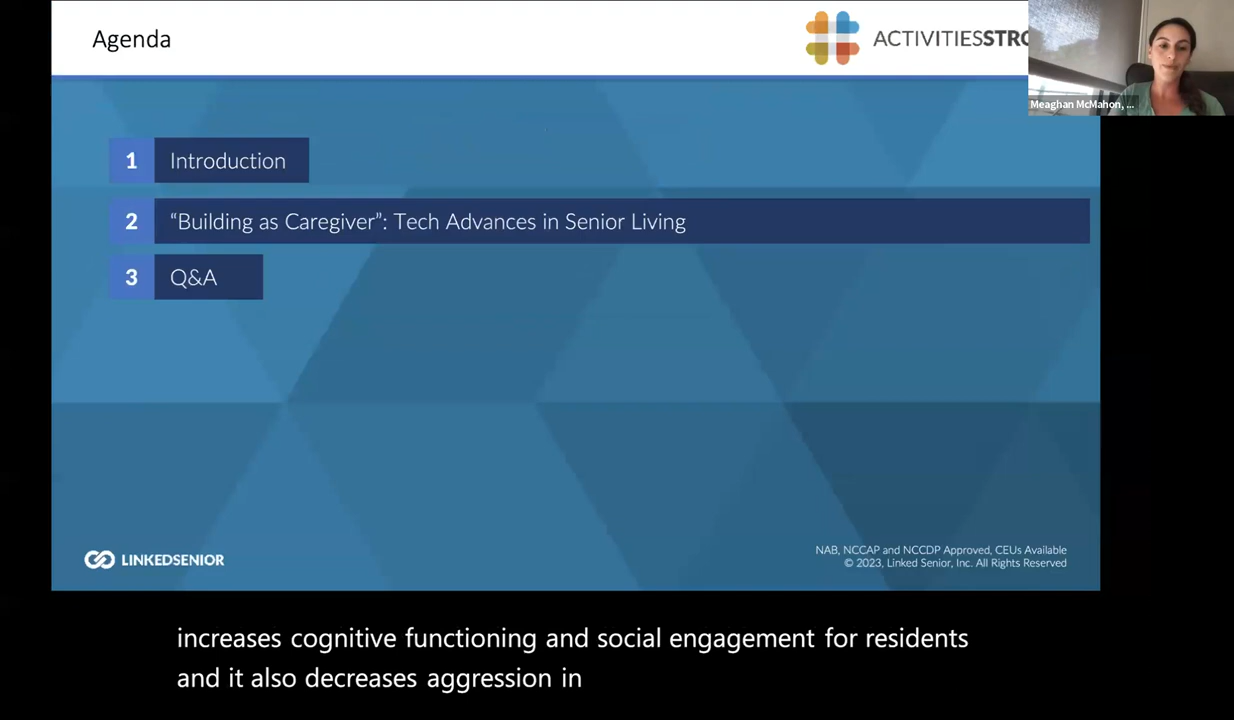 Agenda
ACTIVITIESSTRO
Meaghan McMahon, ...
1 Introduction
2 “Building as Caregiver”: Tech Advances in Senior Living
3 Q&A
LINKEDSENIOR
NAB, NCCAP and NCCDP Approved, CEUs Available
© 2023, Linked Senior, Inc. All Rights Reserved
increases cognitive functioning and social engagement for residents
and it also decreases aggression in